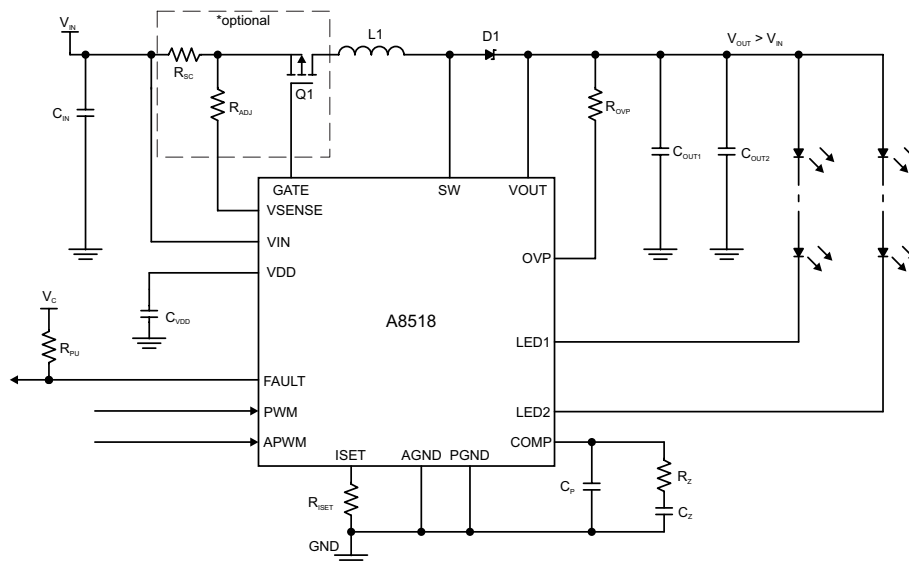 *optional
V_IN
L1
D1
V_OUT > V_IN
R_SC
Q1
R_ADJ
R_OVP
C_IN
C_OUT1
C_OUT2
GATE
SW
VOUT
VSENSE
VIN
OVP
VDD
V_C
C_VDD
A8518
R_PU
LED1
FAULT
PWM
LED2
APWM
COMP
ISET
AGND
PGND
R_Z
C_P
R_ISET
C_Z
GND